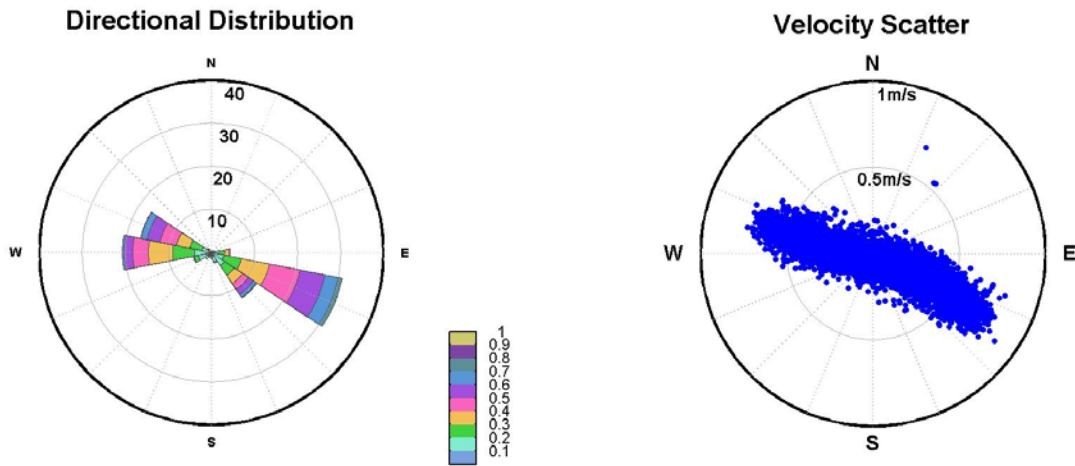 Directional Distribution
N
40
30
20
10
W
E
S
1
0.9
0.8
0.7
0.6
0.5
0.4
0.3
0.2
0.1
Velocity Scatter
N
1m/s
0.5m/s
W
E
S